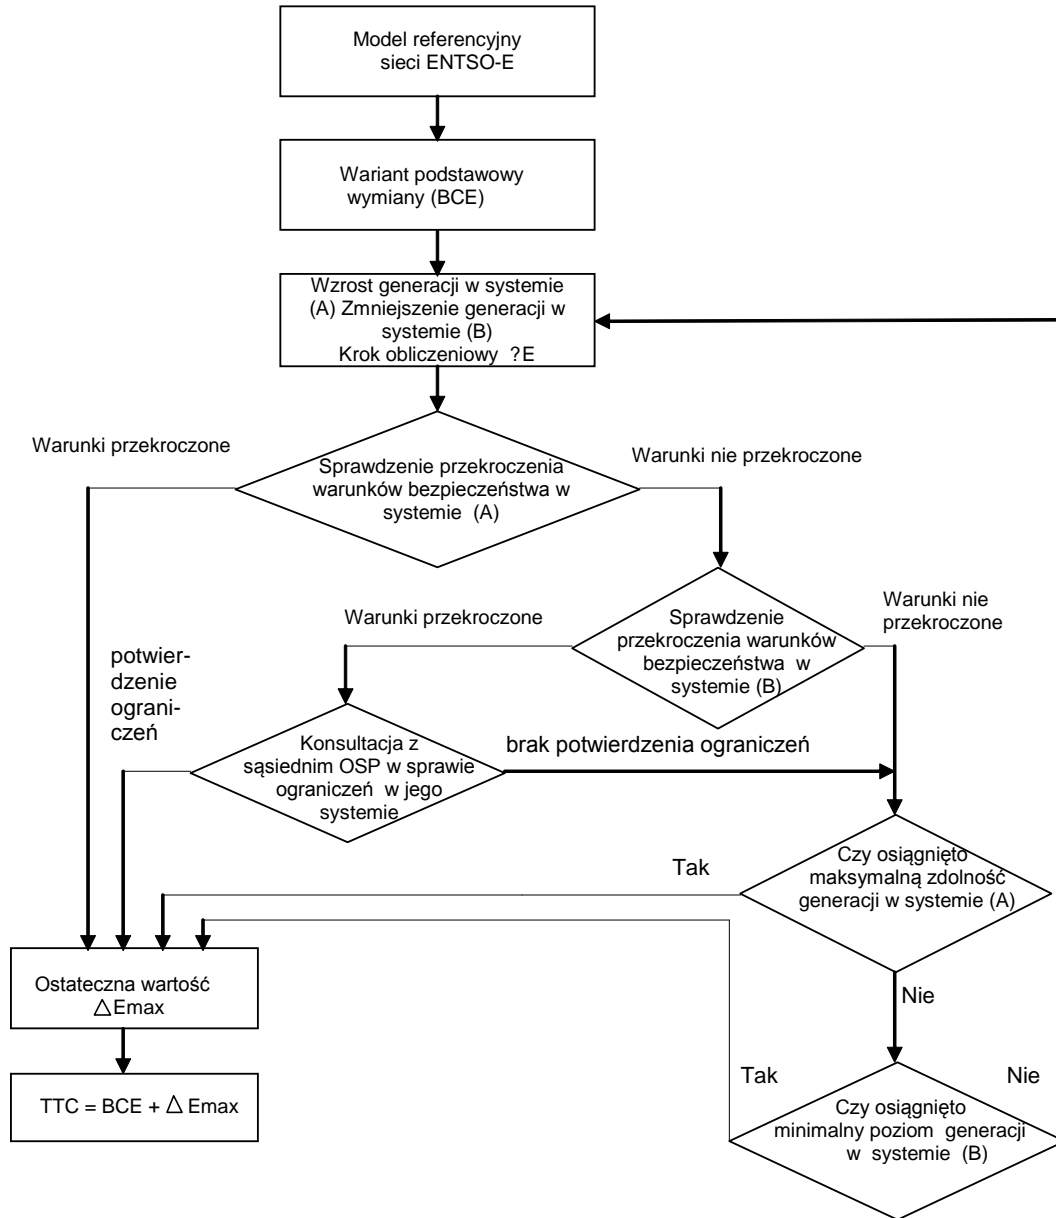 Model referencyjny
sieci ENTSO-E
Wariant podstawowy
wymiany (BCE)
Wzrost generacji w systemie
(A) Zmniejszenie generacji w
systemie (B)
Krok obliczeniowy ?E
Warunki przekroczone
Sprawdzenie przekroczenia
warunków bezpieczeństwa w
systemie (A)
Warunki nie przekroczone
Warunki przekroczone
Sprawdzenie
przekroczenia warunków
bezpieczeństwa w
systemie (B)
Warunki nie
przekroczone
potwier-
dzenie
ograni-
czeń
Konsultacja z
sąsiednim OSP w sprawie
ograniczeń w jego
systemie
brak potwierdzenia ograniczeń
Tak
Czy osiągnięto
maksymalną zdolność
generacji w systemie (A)
Ostateczna wartość
△Emax
Nie
TTC = BCE + △ Emax
Tak
Nie
Czy osiągnięto
minimalny poziom generacji
w systemie (B)